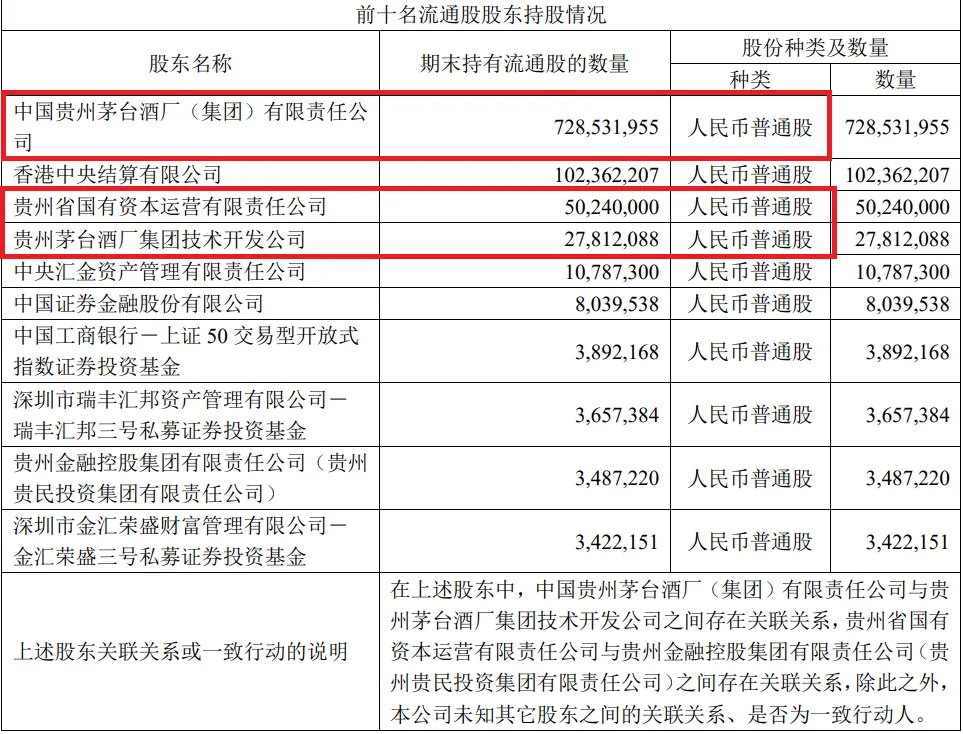 前十名流通股股东持股情况
股东名称 期末持有流通股的数量 股份种类及数量
种类 数量
中国贵州茅台酒厂（集团）有限责任公
司 728,531,955 人民币普通股 728,531,955
香港中央结算有限公司 102,362,207 人民币普通股 102,362,207
贵州省国有资本运营有限责任公司 50,240,000 人民币普通股 50,240,000
贵州茅台酒厂集团技术开发公司 27,812,088 人民币普通股 27,812,088
中央汇金资产管理有限责任公司 10,787,300 人民币普通股 10,787,300
中国证券金融股份有限公司 8,039,538 人民币普通股 8,039,538
中国工商银行－上证 50 交易型开放式
指数证券投资基金 3,892,168 人民币普通股 3,892,168
深圳市瑞丰汇邦资产管理有限公司－
瑞丰汇邦三号私募证券投资基金 3,657,384 人民币普通股 3,657,384
贵州金融控股集团有限责任公司（贵州
贵民投资集团有限责任公司） 3,487,220 人民币普通股 3,487,220
深圳市金汇荣盛财富管理有限公司－
金汇荣盛三号私募证券投资基金 3,422,151 人民币普通股 3,422,151
上述股东关联关系或一致行动的说明
在上述股东中，中国贵州茅台酒厂（集团）有限责任公司与贵
州茅台酒厂集团技术开发公司之间存在关联关系，贵州省国有
资本运营有限责任公司与贵州金融控股集团有限责任公司（贵
州贵民投资集团有限责任公司）之间存在关联关系，除此之外，
本公司未知其它股东之间的关联关系、是否为一致行动人。